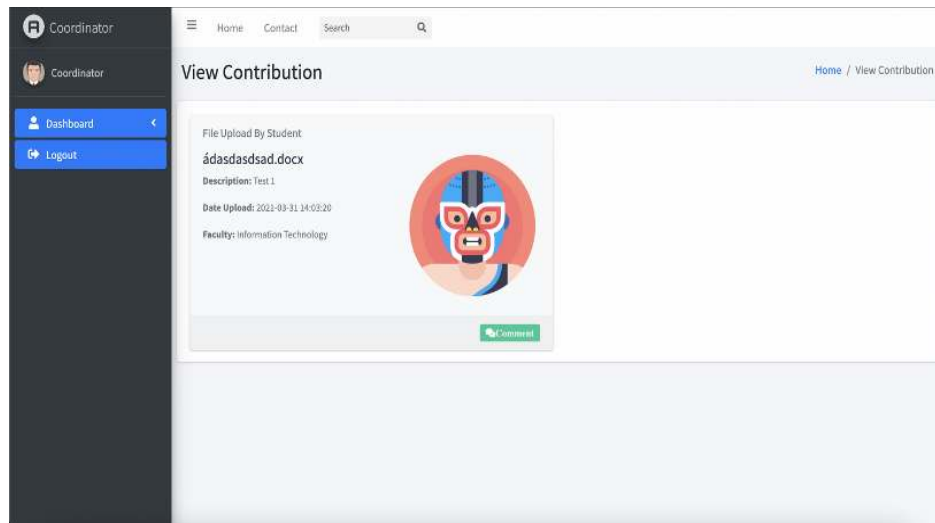 Coordinator
Home Contact Search
Coordinator
View Contribution
Home / View Contribution
Dashboard
Logout
File Upload By Student
ádasdasdsad.docx
Description: Test 1
Date Upload: 2021-03-31 14:03:20
Faculty: Information Technology
Comment